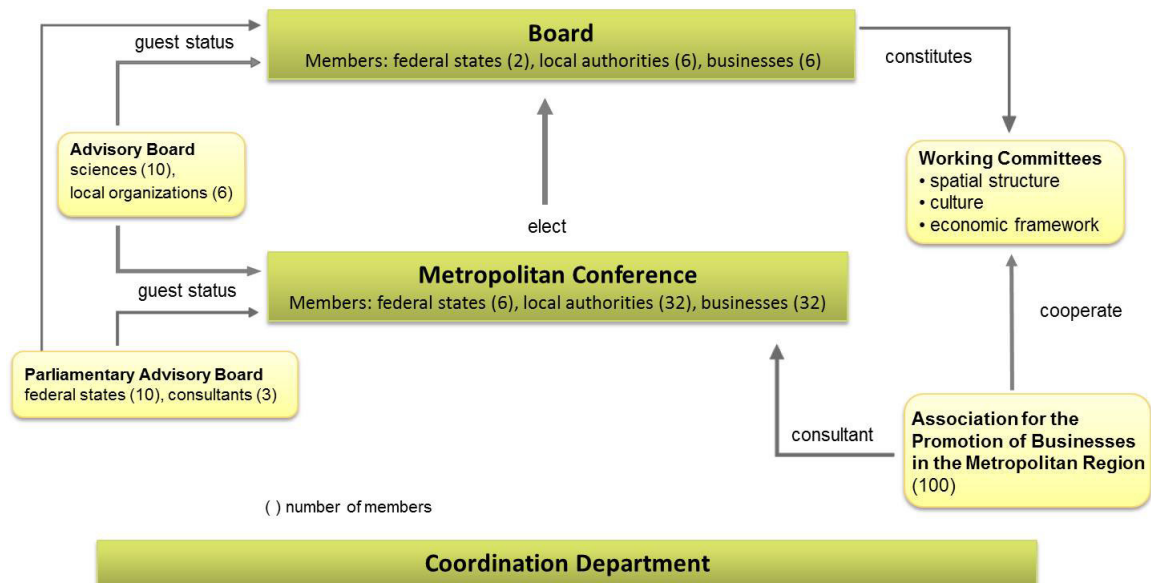 Board
Members: federal states (2), local authorities (6), businesses (6)
guest status
constitutes
Advisory Board
sciences (10),
local organizations (6)
Working Committees
• spatial structure
• culture
• economic framework
elect
Metropolitan Conference
Members: federal states (6), local authorities (32), businesses (32)
guest status
cooperate
Parliamentary Advisory Board
federal states (10), consultants (3)
consultant
Association for the
Promotion of Businesses
in the Metropolitan Region
(100)
( ) number of members
Coordination Department